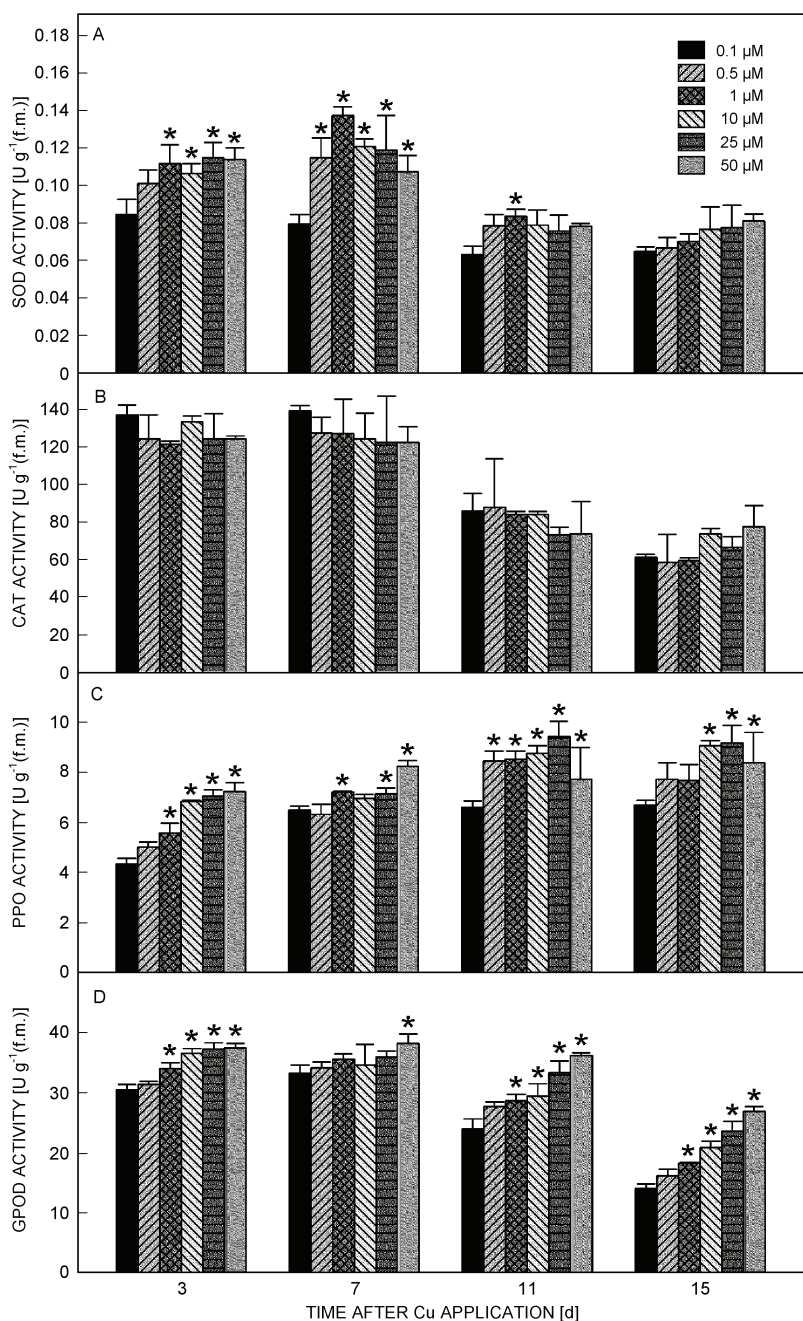 A
0.18
0.16
0.14
0.12
0.10
0.08
0.06
0.04
0.02
0
SOD ACTIVITY [U g⁻¹(f.m.)]
0.1 µM
0.5 µM
1 µM
10 µM
25 µM
50 µM
* * * *
* * * * *
*
B
140
120
100
80
60
40
20
0
CAT ACTIVITY [U g⁻¹(f.m.)]
C
10
8
6
4
2
0
PPO ACTIVITY [U g⁻¹(f.m.)]
* * * *
* * *
* * * * *
* * *
D
40
30
20
10
0
GPOD ACTIVITY [U g⁻¹(f.m.)]
* * * *
*
* * * *
* * * *
3 7 11 15
TIME AFTER Cu APPLICATION [d]